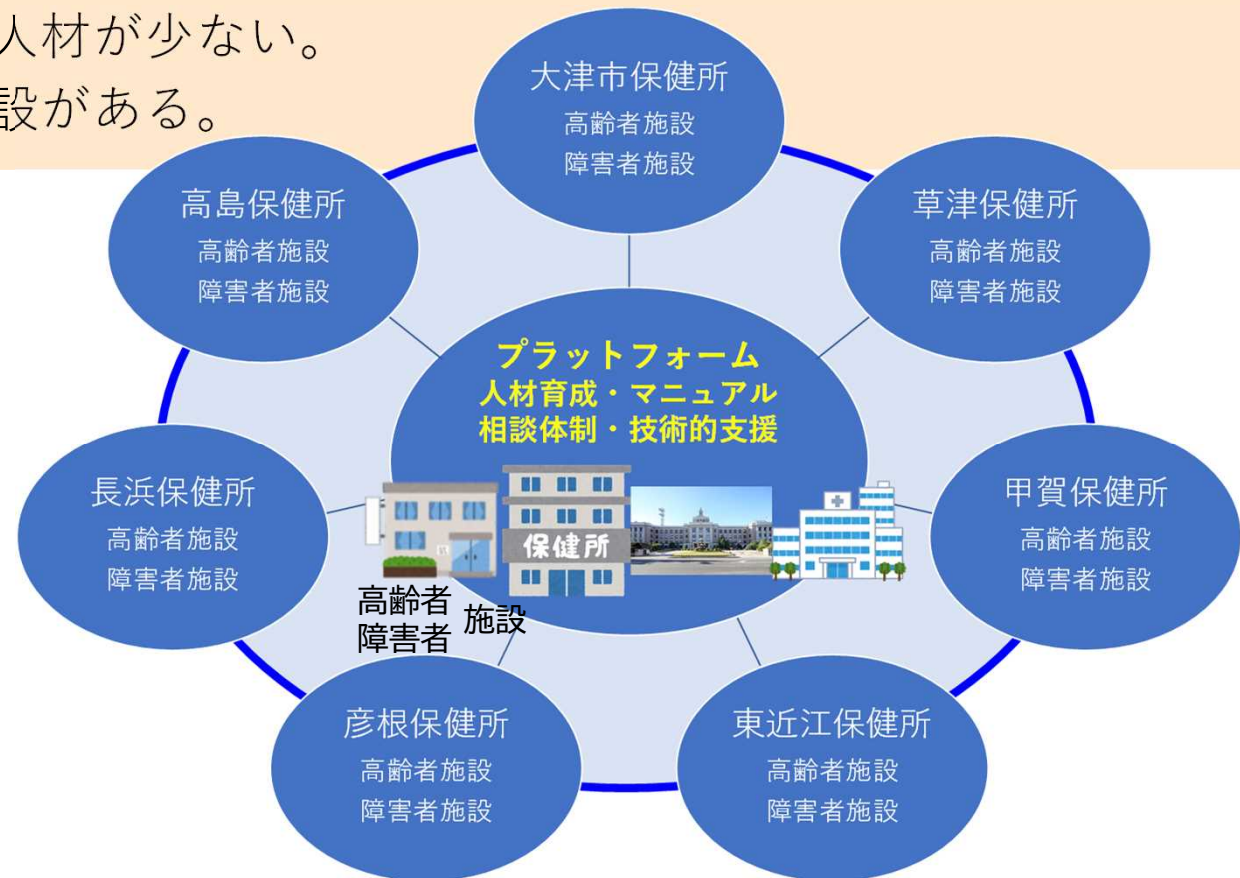 人材が少ない。
設がある。
大津市保健所
高齢者施設
障害者施設
高島保健所
高齢者施設
障害者施設
草津保健所
高齢者施設
障害者施設
プラットフォーム
人材育成・マニュアル
相談体制・技術的支援
長浜保健所
高齢者施設
障害者施設
甲賀保健所
高齢者施設
障害者施設
保健所
高齢者
障害者
施設
彦根保健所
高齢者施設
障害者施設
東近江保健所
高齢者施設
障害者施設